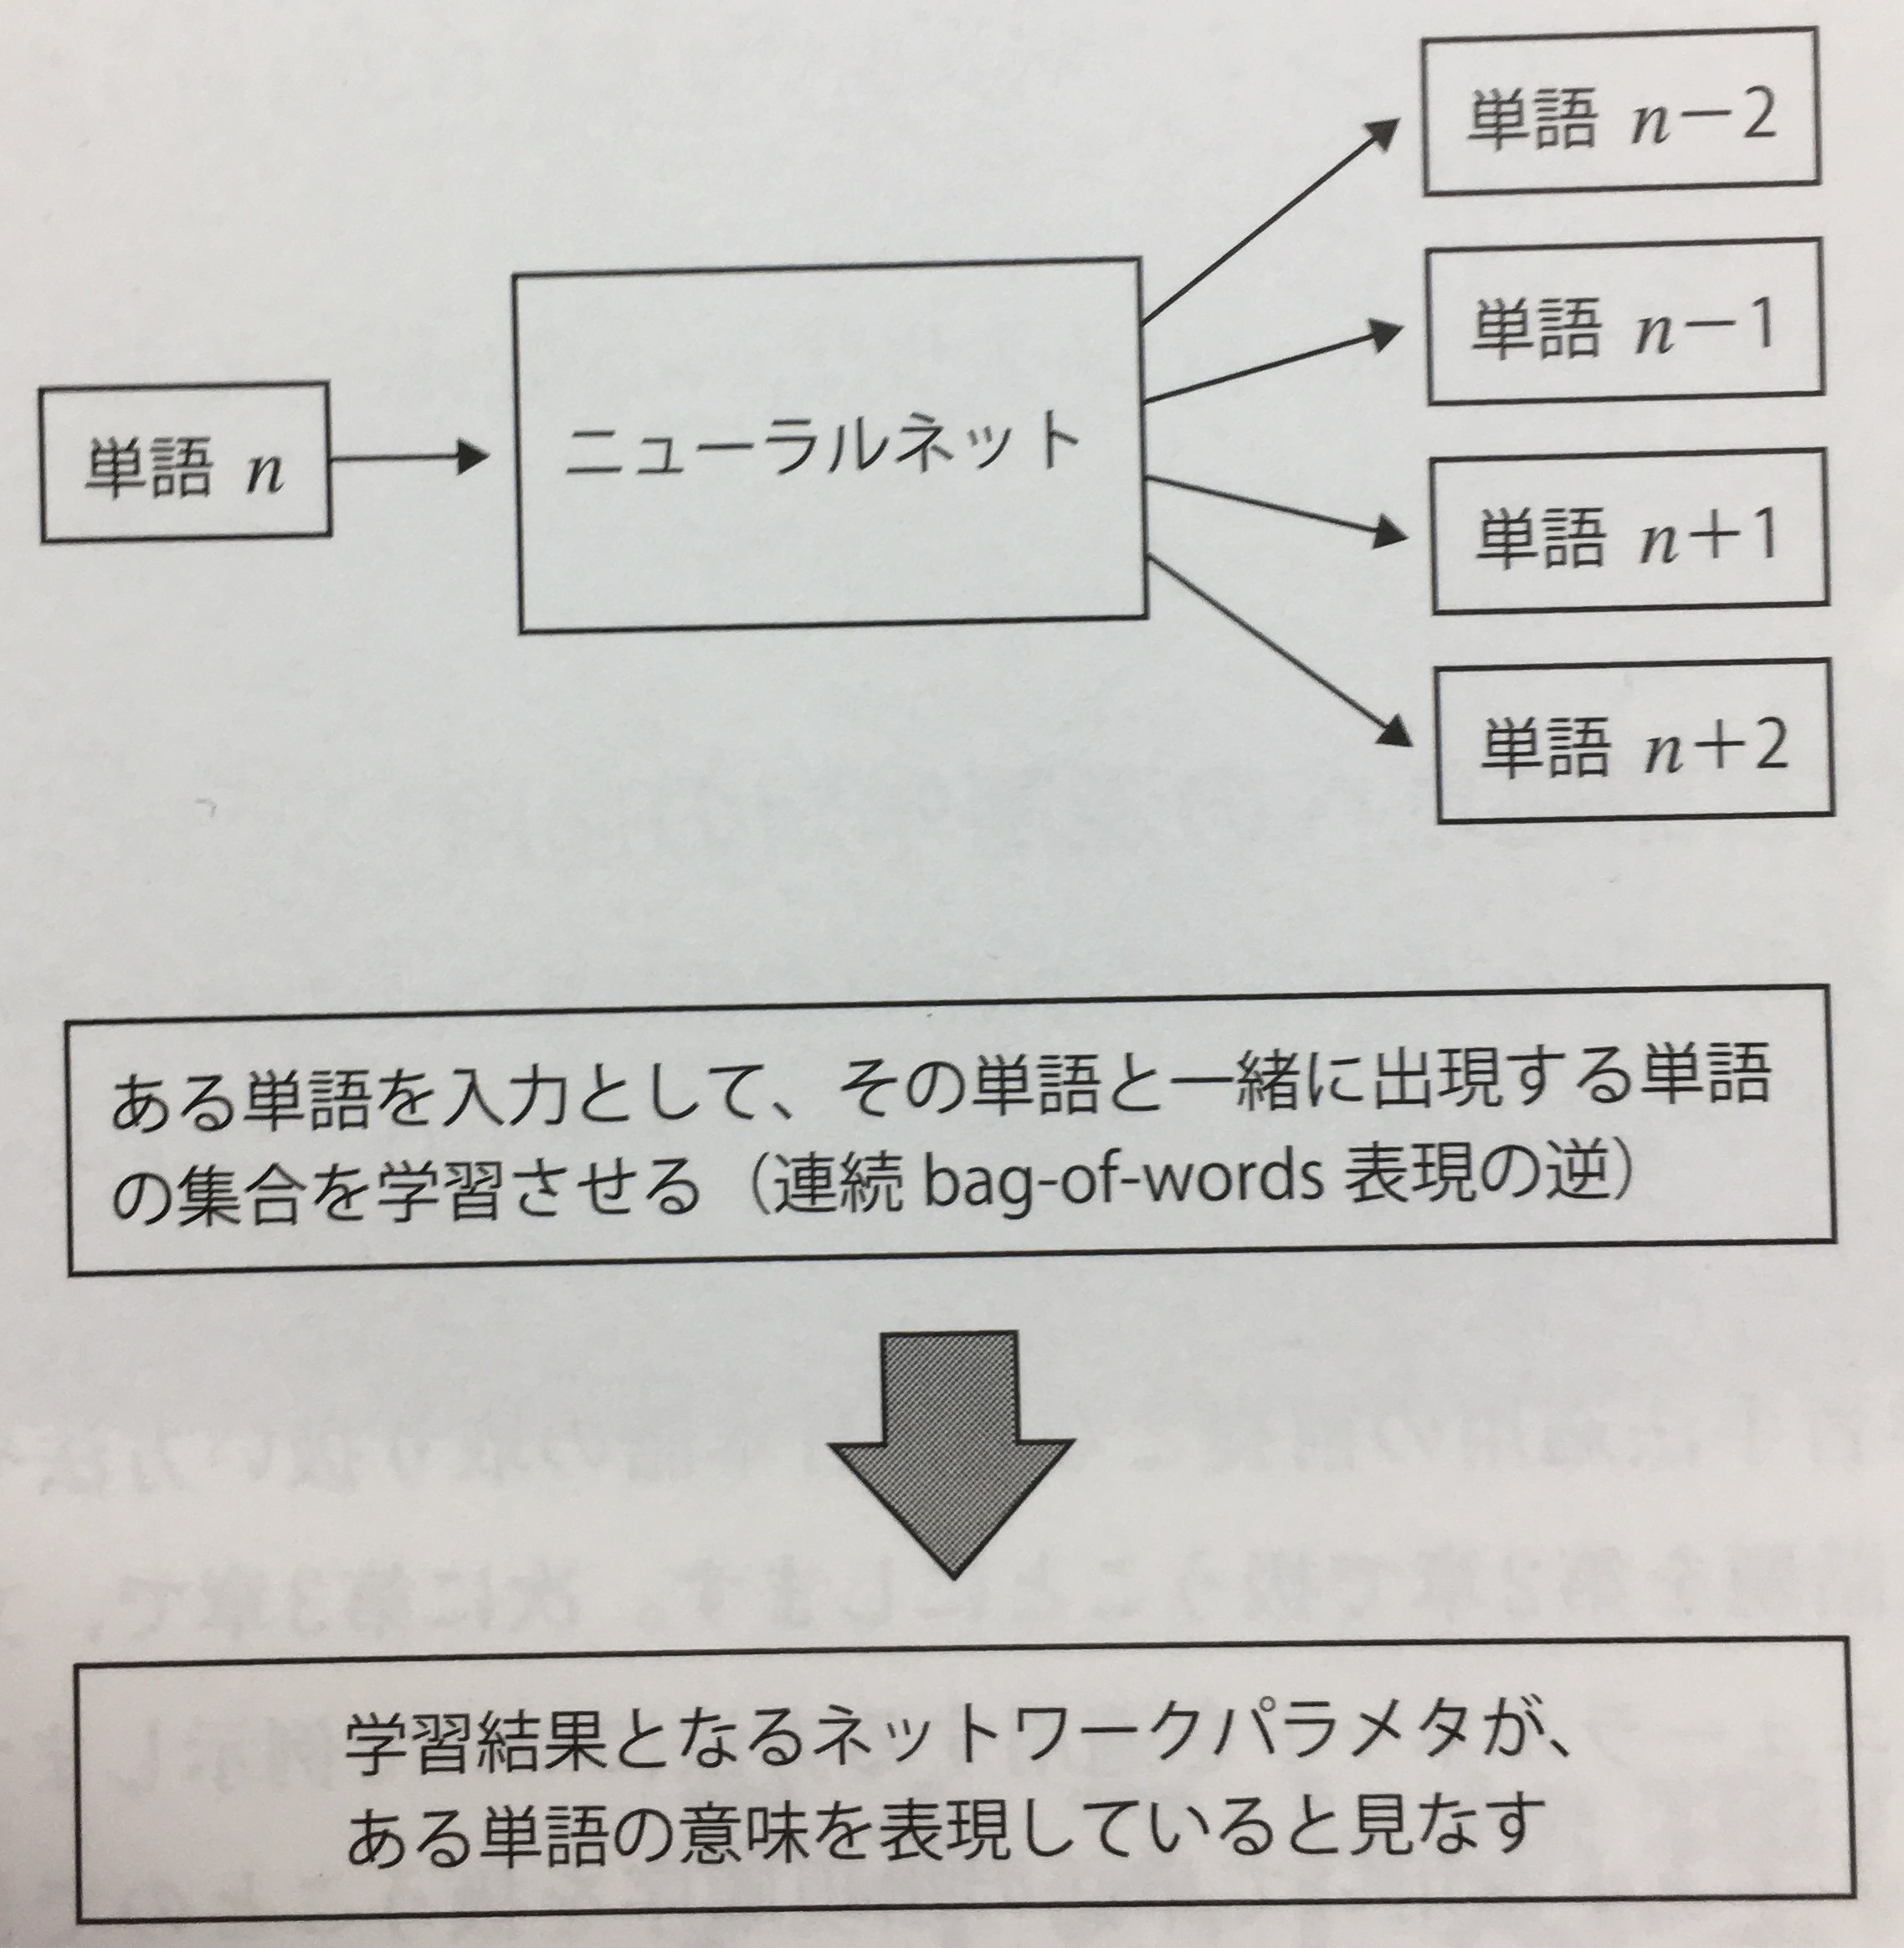 単語 n
ニューラルネット
単語 n－2
単語 n－1
単語 n＋1
単語 n＋2
ある単語を入力として、その単語と一緒に出現する単語
の集合を学習させる（連続 bag-of-words 表現の逆）
学習結果となるネットワークパラメタが、
ある単語の意味を表現していると見なす